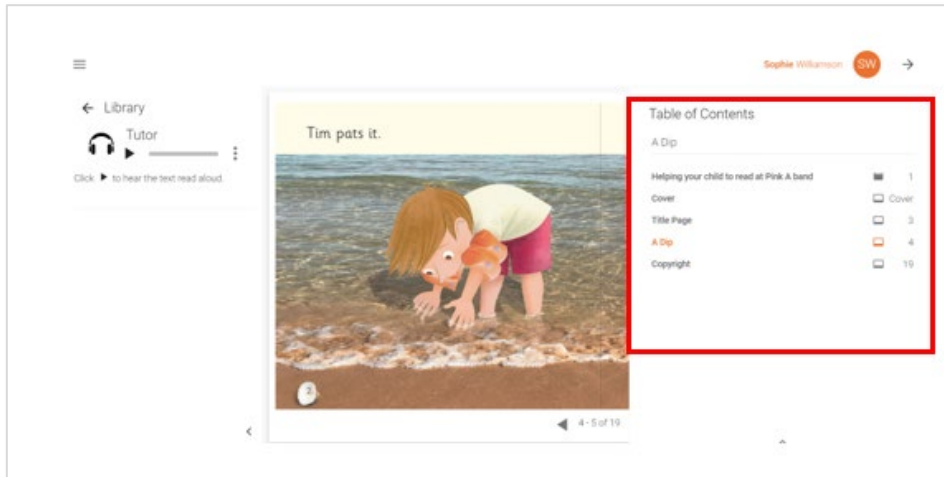 Sophie Williamson SW
Library
Tutor
Click to hear the text read aloud.
Tim pats it.
2
4 - 5 of 19
Table of Contents
A Dip
Helping your child to read at Pink A band 1
Cover Cover
Title Page 3
A Dip 4
Copyright 19